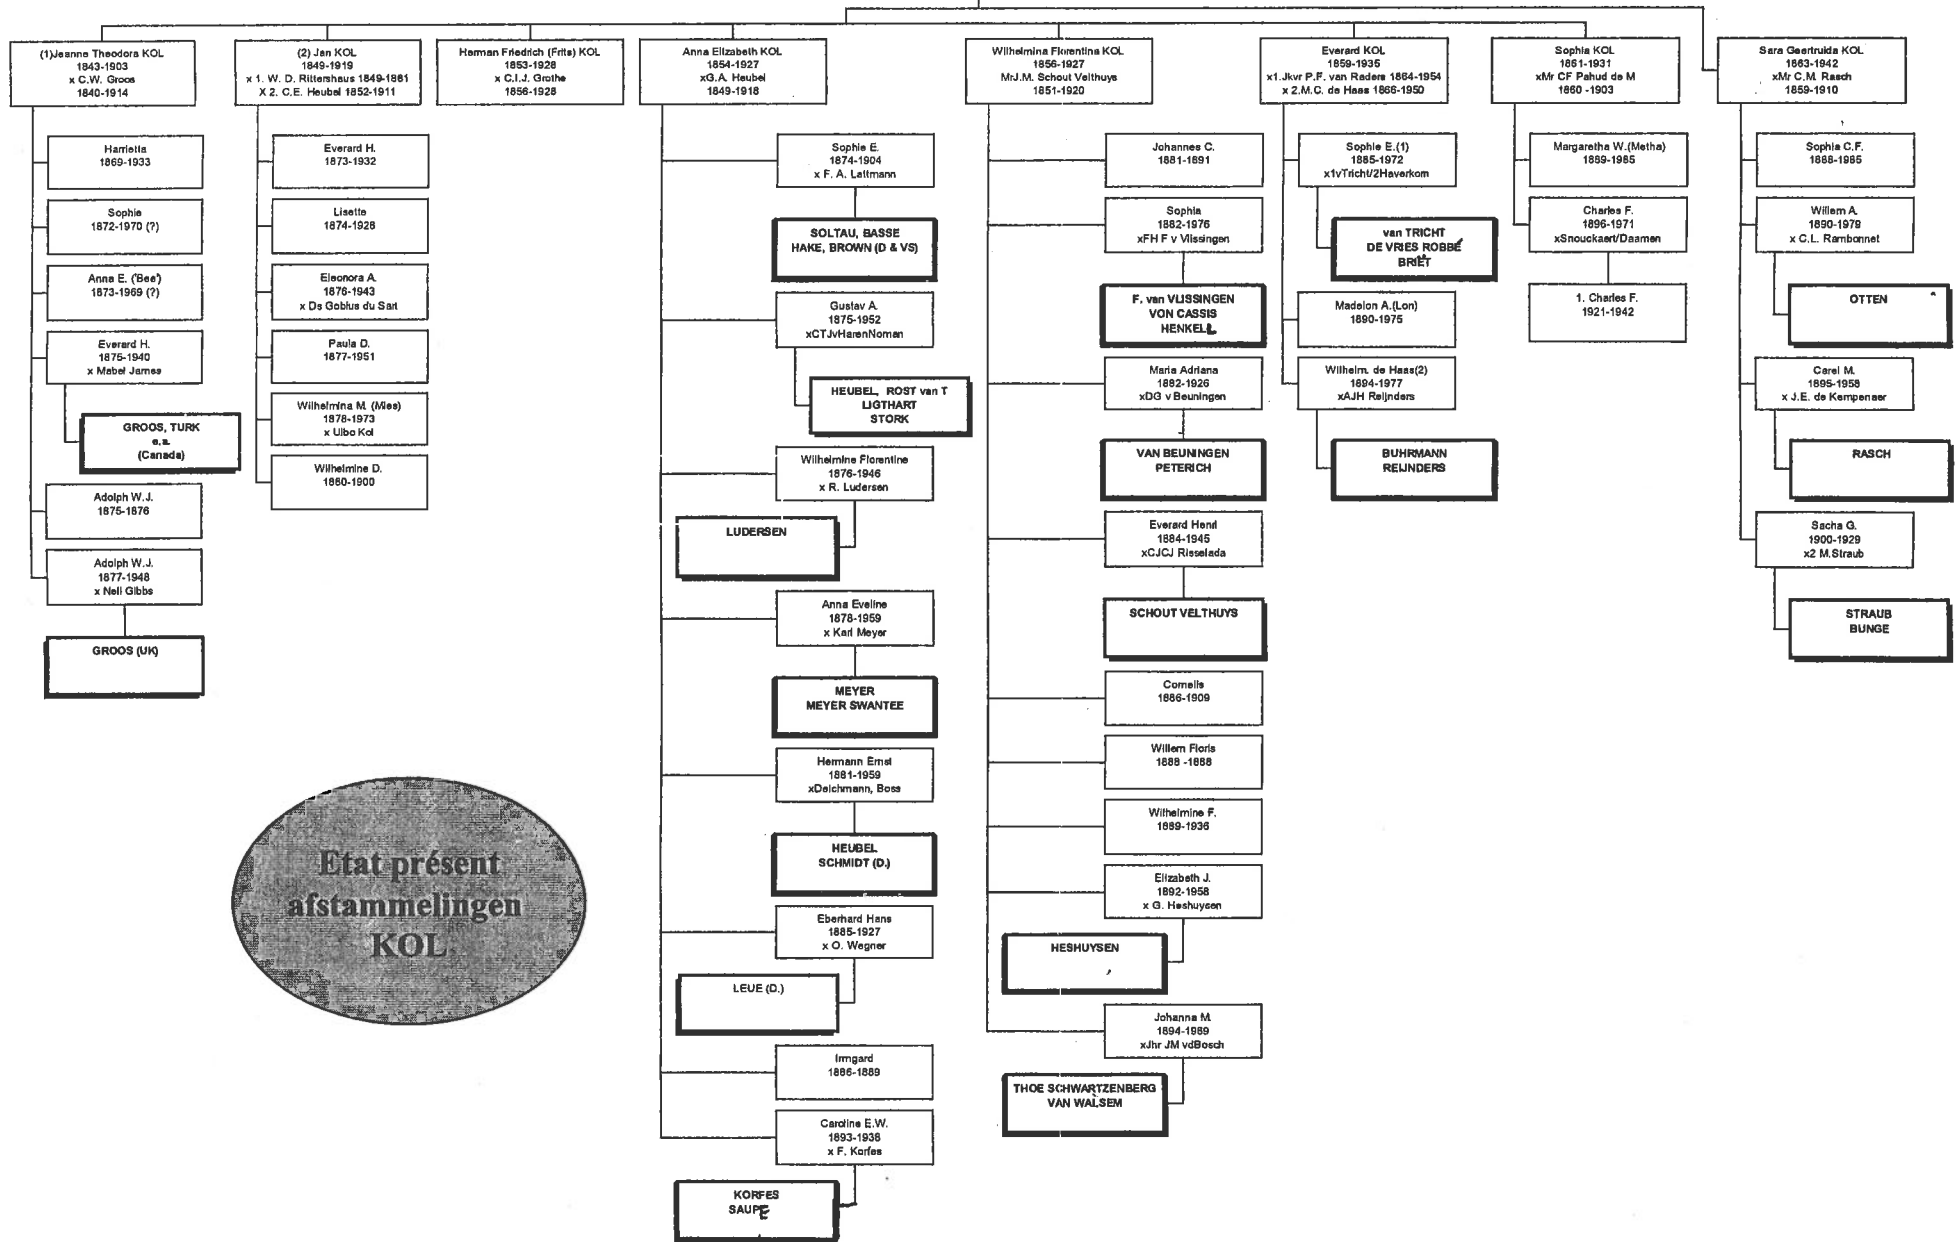 (1)Jeanne Theodora KOL
1843-1903
x C.W. Groos
1840-1914
(2) Jan KOL
1849-1919
x 1. W. D. Rittershaus 1849-1881
X 2. C.E. Heubel 1852-1911
Herman Friedrich (Frits) KOL
1853-1928
x C.I.J. Grothe
1856-1928
Anna Elizabeth KOL
1854-1927
xG.A. Heubel
1849-1918
Wilhelmina Florentina KOL
1856-1927
MrJ.M. Schout Velthuys
1851-1920
Everard KOL
1859-1935
x1.Jkvr P.F. van Raders 1864-1954
x 2.M.C. de Haas 1866-1950
Sophia KOL
1861-1931
xMr CF Pahud de M
1860 -1903
Sara Geertruida KOL
1863-1942
xMr C.M. Rasch
1859-1910
Harrietta
1869-1933
Sophie
1872-1970 (?)
Anna E. ('Bee')
1873-1969 (?)
Everard H.
1875-1940
x Mabel James
GROOS, TURK
e.a.
(Canada)
Adolph W.J.
1875-1876
Adolph W.J.
1877-1948
x Nell Gibbs
GROOS (UK)
Everard H.
1873-1932
Lisette
1874-1928
Eleonora A.
1876-1943
x Ds Gobius du Sart
Paula D.
1877-1951
Wilhelmina M. (Mies)
1878-1973
x Ulbo Kol
Wilhelmine D.
1880-1900
Sophie E.
1874-1904
x F. A. Lattmann
SOLTAU, BASSE
HAKE, BROWN (D & VS)
Gustav A.
1875-1952
xCTJvHarenNoman
HEUBEL, ROST van T
LIGTHART
STORK
Wilhelmine Florentine
1876-1946
x R. Ludersen
LUDERSEN
Anna Eveline
1878-1959
x Karl Meyer
MEYER
MEYER SWANTEE
Hermann Ernst
1881-1959
xDeichmann, Boss
HEUBEL
SCHMIDT (D.)
Eberhard Hans
1885-1927
x O. Wegner
LEUE (D.)
Irmgard
1886-1889
Caroline E.W.
1893-1938
x F. Korfes
KORFES
SAUPE
Johannes C.
1881-1891
Sophia
1882-1976
xFH F v Vlissingen
F. van VLISSINGEN
VON CASSIS
HENKELL
Maria Adriana
1882-1926
xDG v Beuningen
VAN BEUNINGEN
PETERICH
Everard Henri
1884-1945
xCJCJ Risselada
SCHOUT VELTHUYS
Cornelis
1886-1909
Willem Floris
1888 -1888
Wilhelmine F.
1889-1936
Elizabeth J.
1892-1958
x G. Heshuysen
HESHUYSEN
Johanna M.
1894-1989
xJhr JM vdBosch
THOE SCHWARTZENBERG
VAN WALSEM
Sophie E.(1)
1885-1972
x1vTricht/2Haverkorn
van TRICHT
DE VRIES ROBBÉ
BRIËT
Madelon A.(Lon)
1890-1975
Wilhelm. de Haas(2)
1894-1977
xAJH Reijnders
BUHRMANN
REIJNDERS
Margaretha W.(Metha)
1889-1985
Charles F.
1896-1971
xSnouckaert/Daamen
1. Charles F.
1921-1942
Sophia C.F.
1888-1985
Willem A.
1890-1979
x C.L. Rambonnet
OTTEN
Carel M.
1895-1958
x J.E. de Kempenaer
RASCH
Sacha G.
1900-1929
x2 M.Straub
STRAUB
BUNGE
Etat présent
afstammelingen
KOL